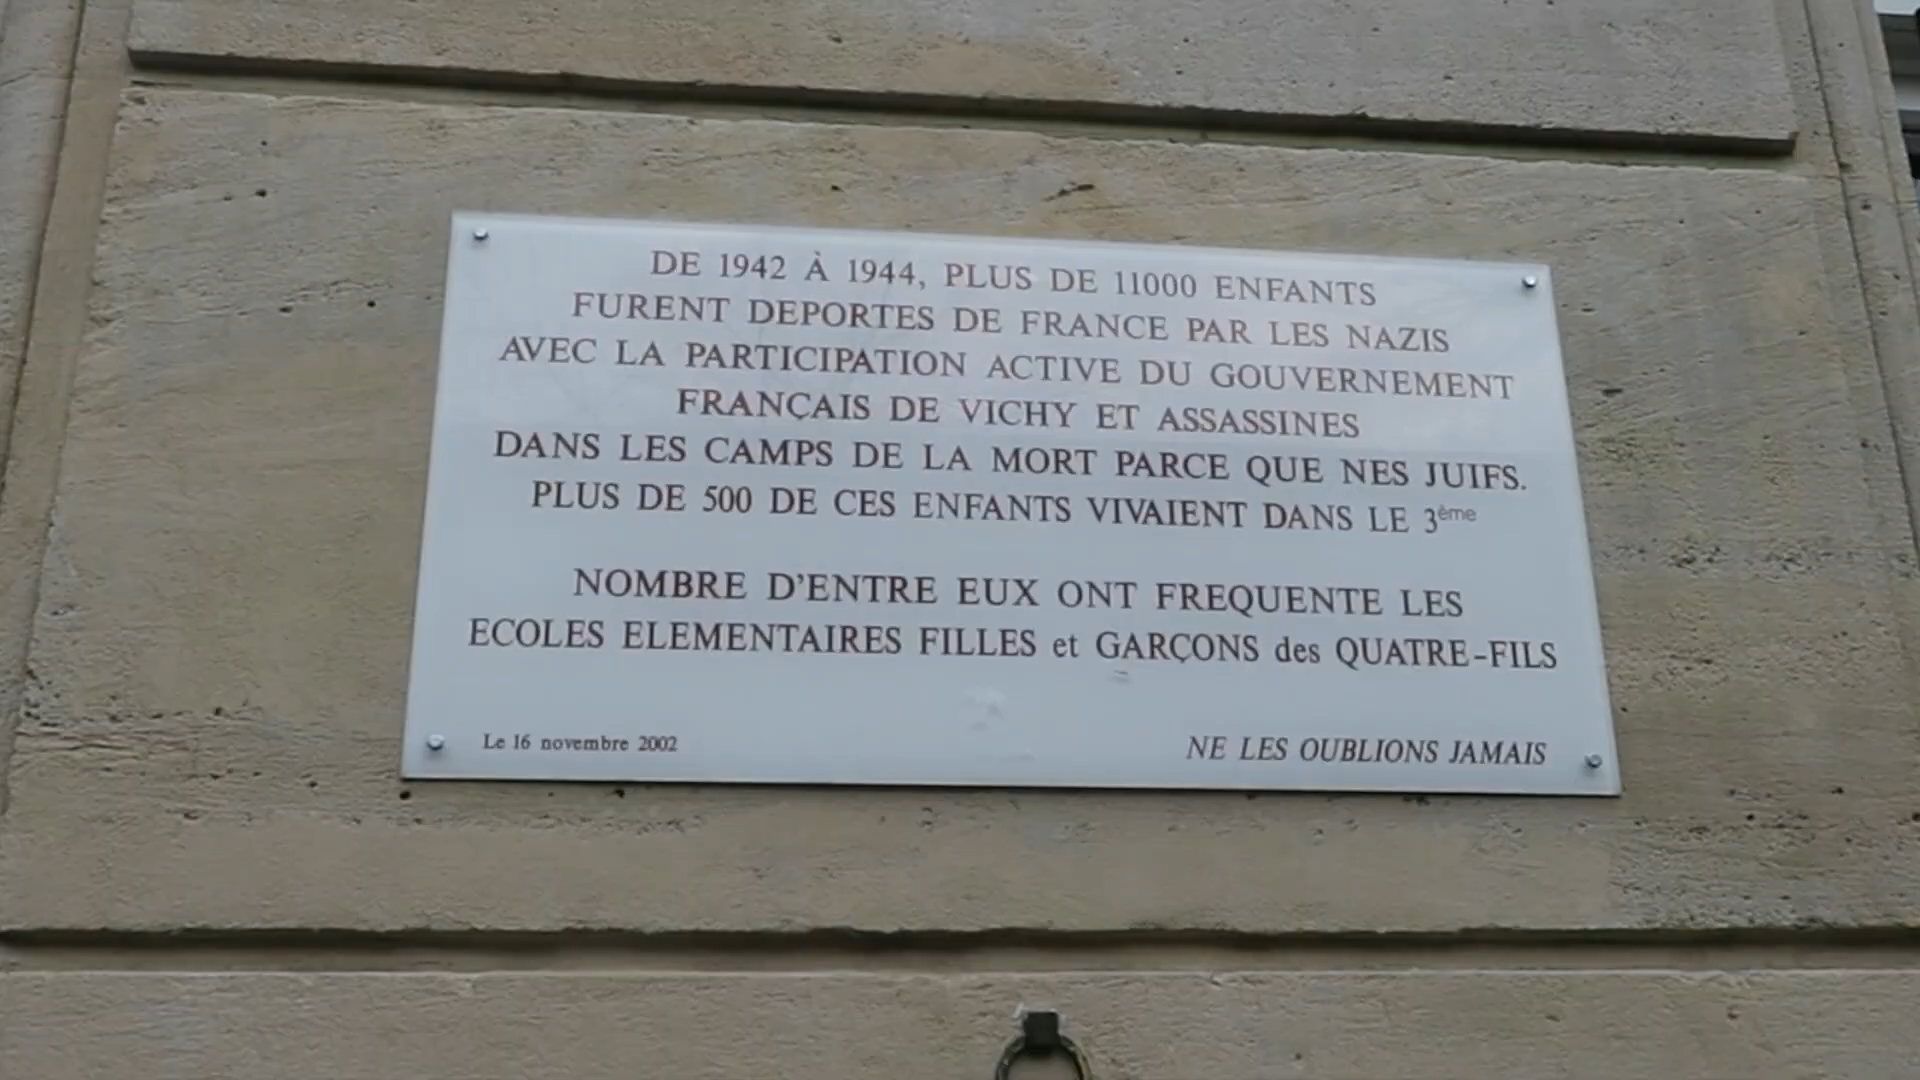 DE 1942 À 1944, PLUS DE 11000 ENFANTS
FURENT DEPORTES DE FRANCE PAR LES NAZIS
AVEC LA PARTICIPATION ACTIVE DU GOUVERNEMENT
FRANÇAIS DE VICHY ET ASSASSINES
DANS LES CAMPS DE LA MORT PARCE QUE NES JUIFS.
PLUS DE 500 DE CES ENFANTS VIVAIENT DANS LE 3ème
NOMBRE D'ENTRE EUX ONT FREQUENTE LES
ECOLES ELEMENTAIRES FILLES et GARÇONS des QUATRE-FILS
Le 16 novembre 2002
NE LES OUBLIONS JAMAIS